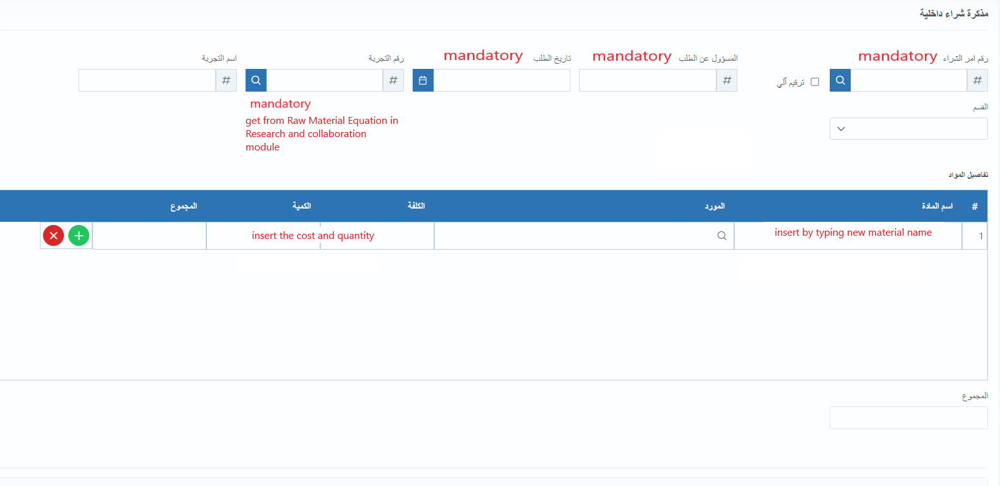 مذكرة شراء داخلية
رقم امر الشراء mandatory
ترقيم آلي
المسؤول عن الطلب mandatory
تاريخ الطلب mandatory
رقم التجربة
اسم التجربة
#
#
#
#
mandatory
get from Raw Material Equation in
Research and collaboration
module
القسم
تفاصيل المواد
# اسم المادة المورد الكلفة الكمية المجموع
1 insert by typing new material name insert the cost and quantity
المجموع